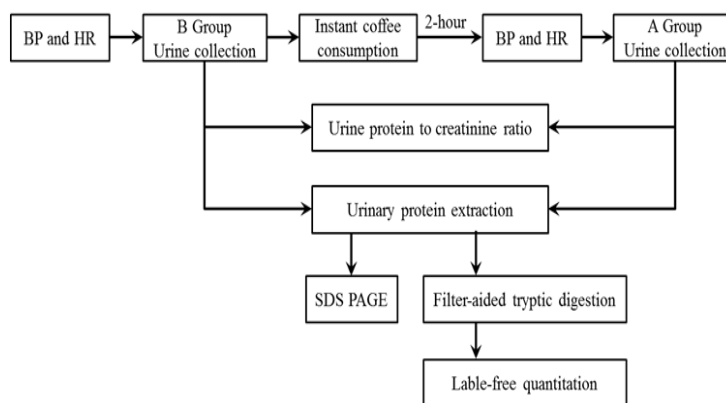 BP and HR
B Group
Urine collection
Instant coffee
consumption
2-hour
BP and HR
A Group
Urine collection
Urine protein to creatinine ratio
Urinary protein extraction
SDS PAGE
Filter-aided tryptic digestion
Lable-free quantitation